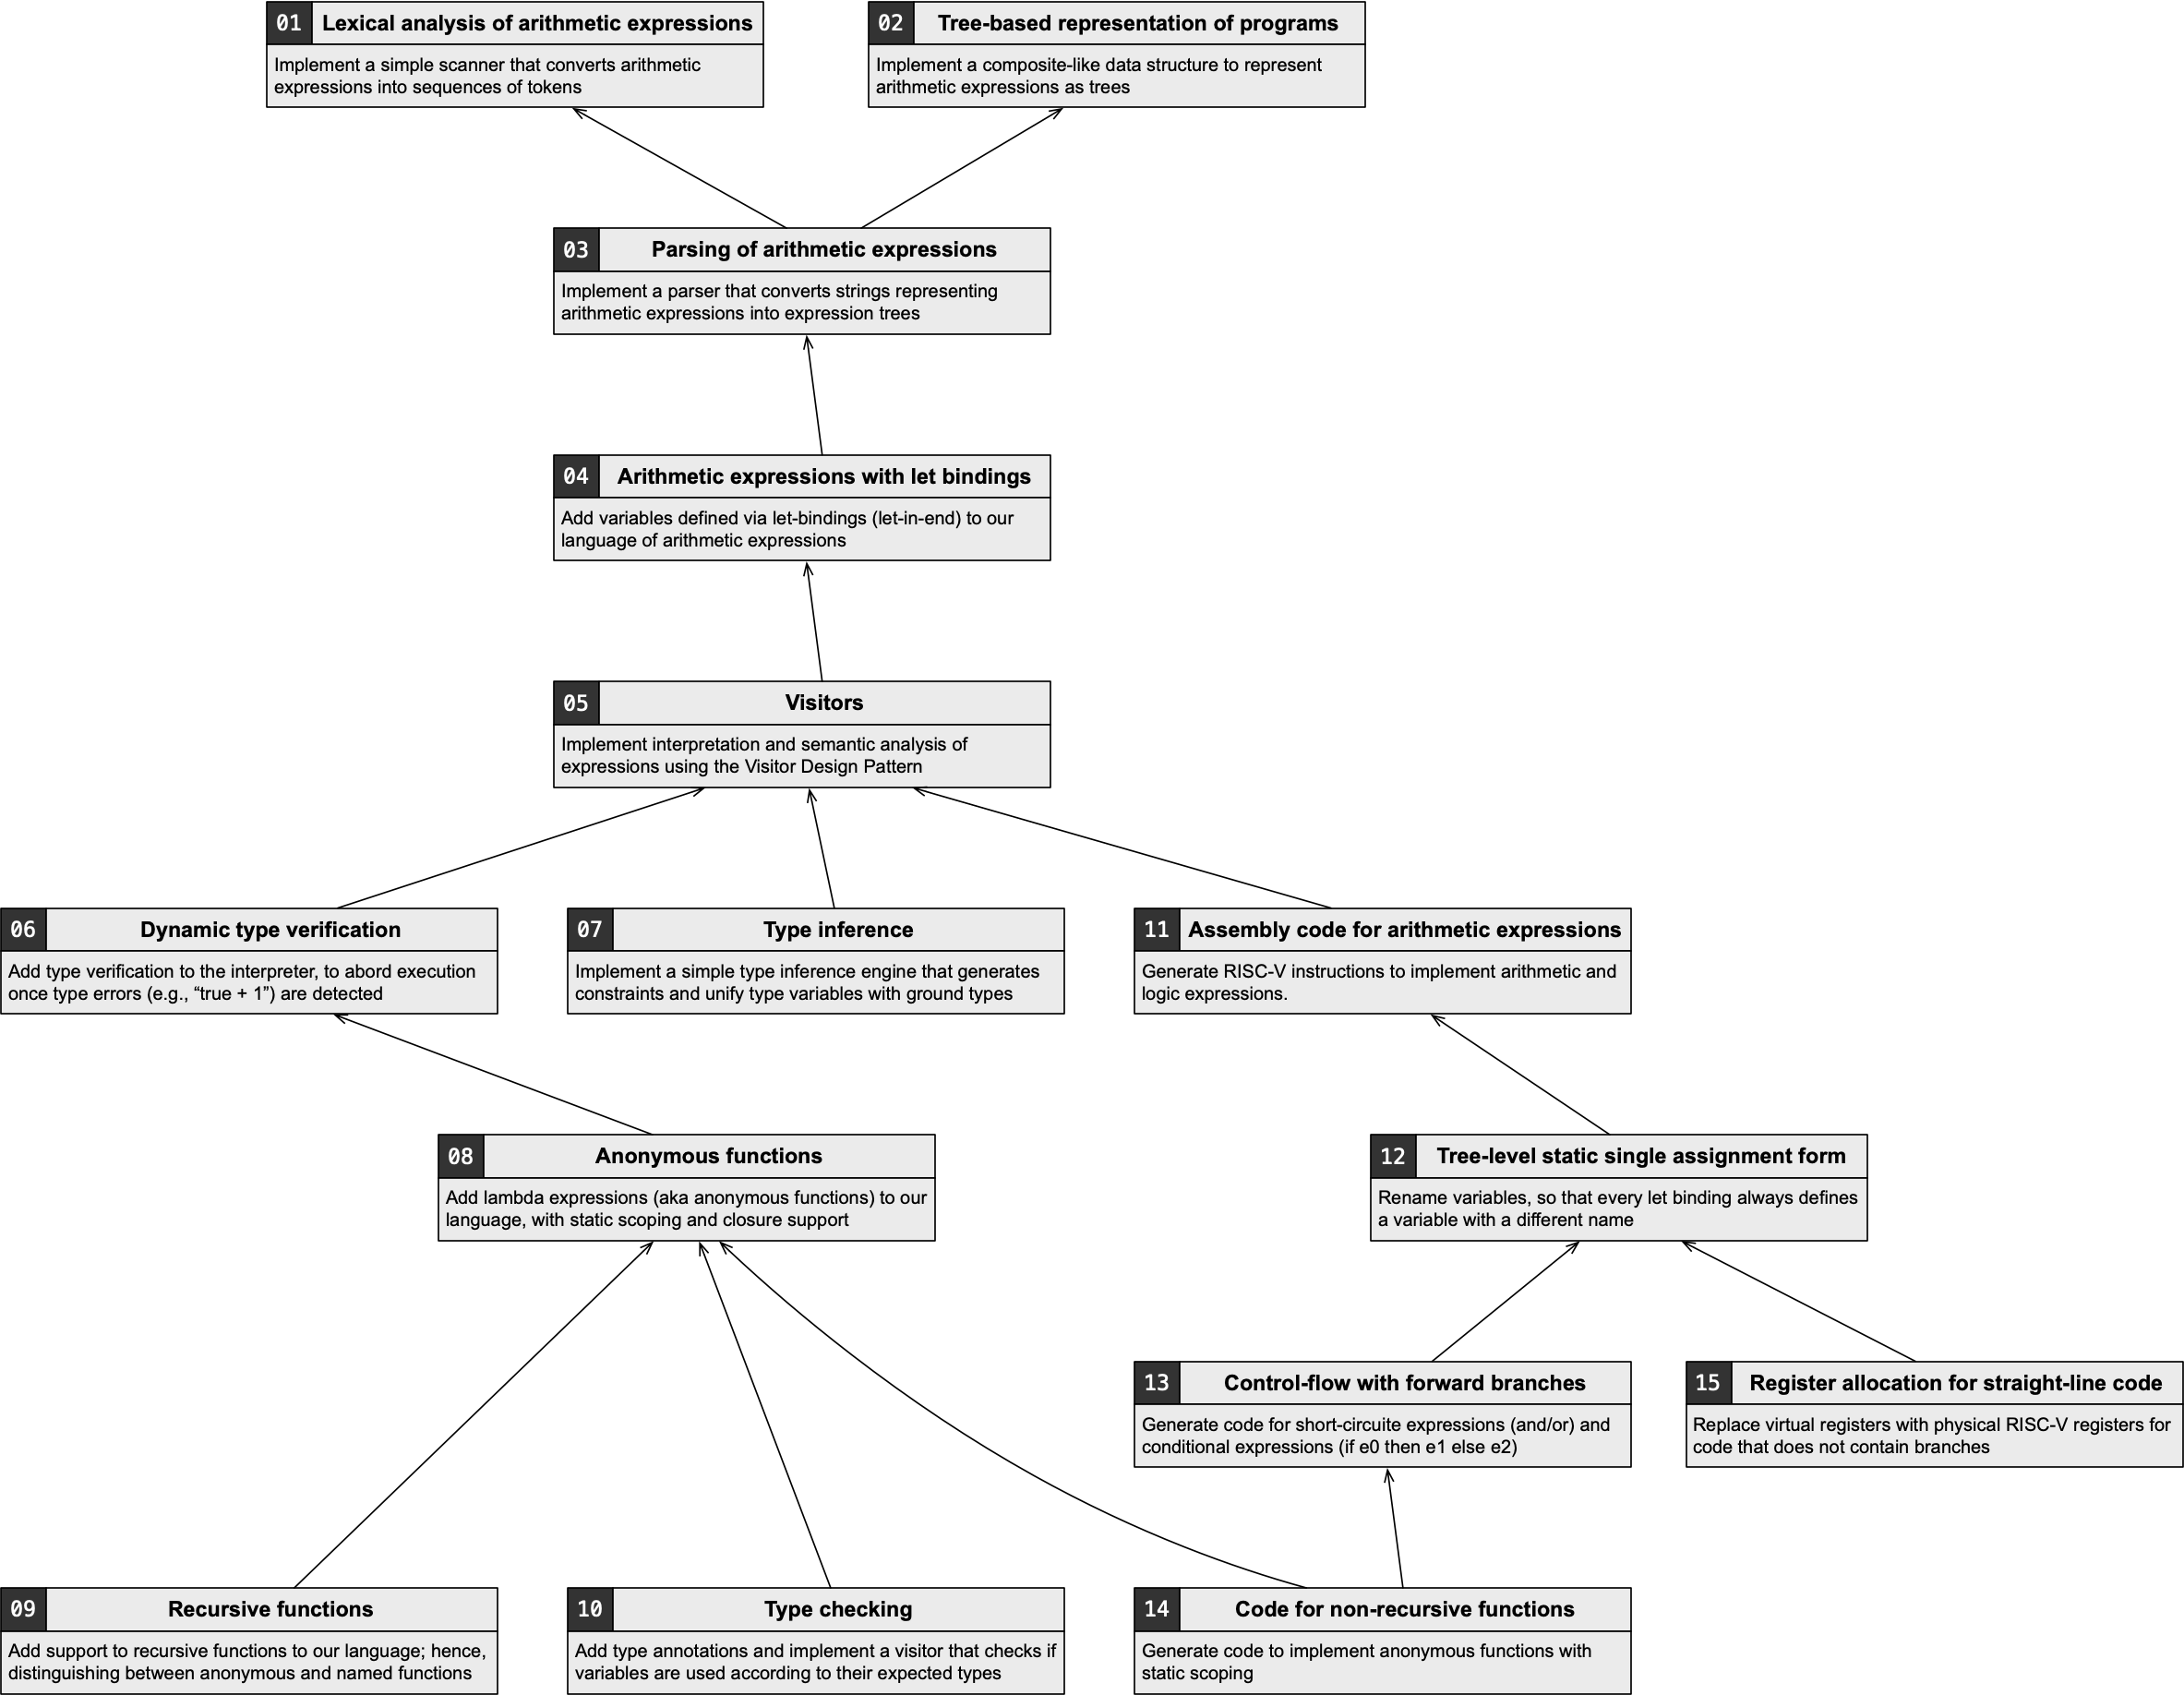 01 Lexical analysis of arithmetic expressions
Implement a simple scanner that converts arithmetic
expressions into sequences of tokens
02 Tree-based representation of programs
Implement a composite-like data structure to represent
arithmetic expressions as trees
03 Parsing of arithmetic expressions
Implement a parser that converts strings representing
arithmetic expressions into expression trees
04 Arithmetic expressions with let bindings
Add variables defined via let-bindings (let-in-end) to our
language of arithmetic expressions
05 Visitors
Implement interpretation and semantic analysis of
expressions using the Visitor Design Pattern
06 Dynamic type verification
Add type verification to the interpreter, to abord execution
once type errors (e.g., “true + 1”) are detected
07 Type inference
Implement a simple type inference engine that generates
constraints and unify type variables with ground types
11 Assembly code for arithmetic expressions
Generate RISC-V instructions to implement arithmetic and
logic expressions.
08 Anonymous functions
Add lambda expressions (aka anonymous functions) to our
language, with static scoping and closure support
12 Tree-level static single assignment form
Rename variables, so that every let binding always defines
a variable with a different name
13 Control-flow with forward branches
Generate code for short-circuite expressions (and/or) and
conditional expressions (if e0 then e1 else e2)
15 Register allocation for straight-line code
Replace virtual registers with physical RISC-V registers for
code that does not contain branches
09 Recursive functions
Add support to recursive functions to our language; hence,
distinguishing between anonymous and named functions
10 Type checking
Add type annotations and implement a visitor that checks if
variables are used according to their expected types
14 Code for non-recursive functions
Generate code to implement anonymous functions with
static scoping